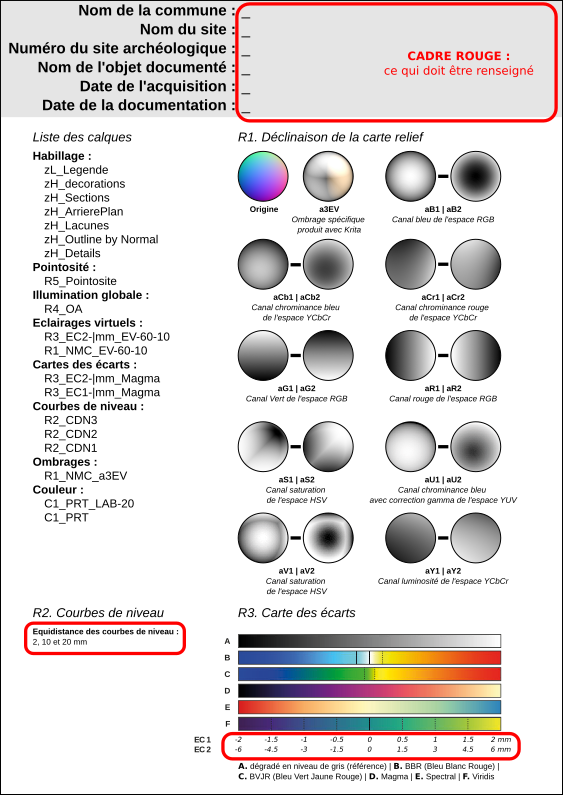 Nom de la commune : _
Nom du site : _
Numéro du site archéologique : _
Nom de l'objet documenté : _
Date de l'acquisition : _
Date de la documentation : _
CADRE ROUGE :
ce qui doit être renseigné
Liste des calques
Habillage :
zL_Legende
zH_decorations
zH_Sections
zH_ArrierePlan
zH_Lacunes
zH_Outline by Normal
zH_Details
Pointosité :
R5_Pointosite
Illumination globale :
R4_OA
Eclairages virtuels :
R3_EC2-|mm_EV-60-10
R1_NMC_EV-60-10
Cartes des écarts :
R3_EC2-|mm_Magma
R3_EC1-|mm_Magma
Courbes de niveau :
R2_CDN3
R2_CDN2
R2_CDN1
Ombrages :
R1_NMC_a3EV
Couleur :
C1_PRT_LAB-20
C1_PRT
R1. Déclinaison de la carte relief
Origine
a3EV
Ombrage spécifique
produit avec Krita
aB1 | aB2
Canal bleu de l'espace RGB
aCb1 | aCb2
Canal chrominance bleu
de l'espace YCbCr
aCr1 | aCr2
Canal chrominance rouge
de l'espace YCbCr
aG1 | aG2
Canal Vert de l'espace RGB
aR1 | aR2
Canal rouge de l'espace RGB
aS1 | aS2
Canal saturation
de l'espace HSV
aU1 | aU2
Canal chrominance bleu
avec correction gamma de l'espace YUV
aV1 | aV2
Canal saturation
de l'espace HSV
aY1 | aY2
Canal luminosité de l'espace YCbCr
R2. Courbes de niveau
Equidistance des courbes de niveau :
2, 10 et 20 mm
R3. Carte des écarts
A
B
C
D
E
F
EC 1 -2 -1.5 -1 -0.5 0 0.5 1 1.5 2 mm
EC 2 -6 -4.5 -3 -1.5 0 1.5 3 4.5 6 mm
A. dégradé en niveau de gris (référence) | B. BBR (Bleu Blanc Rouge) |
C. BVJR (Bleu Vert Jaune Rouge) | D. Magma | E. Spectral | F. Viridis